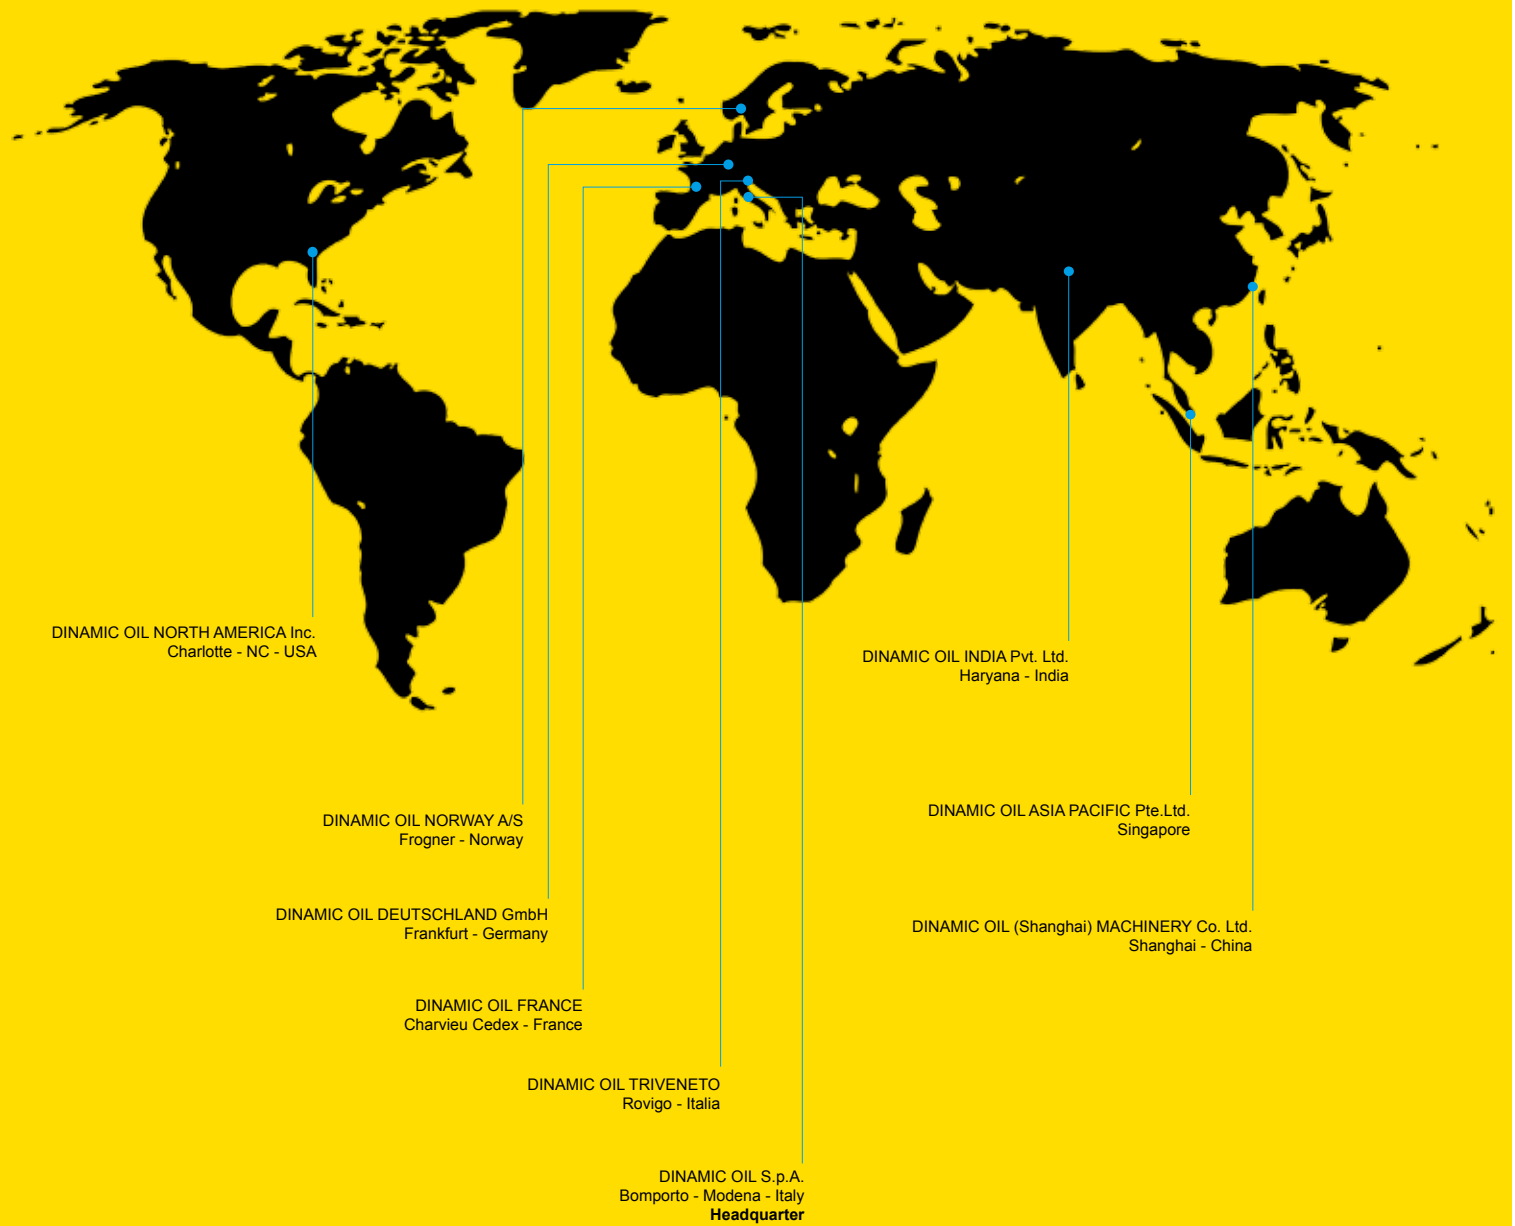 DINAMIC OIL NORTH AMERICA Inc.
Charlotte - NC - USA
DINAMIC OIL INDIA Pvt. Ltd.
Haryana - India
DINAMIC OIL ASIA PACIFIC Pte.Ltd.
Singapore
DINAMIC OIL NORWAY A/S
Frogner - Norway
DINAMIC OIL DEUTSCHLAND GmbH
Frankfurt - Germany
DINAMIC OIL (Shanghai) MACHINERY Co. Ltd.
Shanghai - China
DINAMIC OIL FRANCE
Charvieu Cedex - France
DINAMIC OIL TRIVENETO
Rovigo - Italia
DINAMIC OIL S.p.A.
Bomporto - Modena - Italy
Headquarter